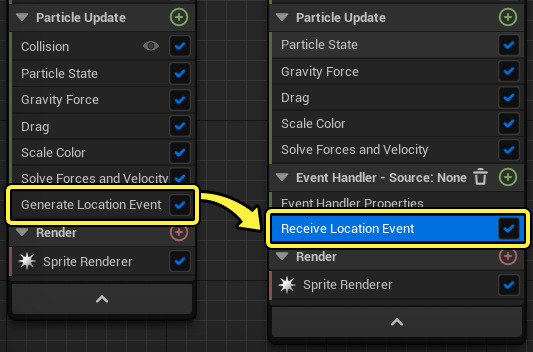 Particle Update
Collision
Particle State
Gravity Force
Drag
Scale Color
Solve Forces and Velocity
Generate Location Event
Render
Sprite Renderer
Particle Update
Particle State
Gravity Force
Drag
Scale Color
Solve Forces and Velocity
Event Handler - Source: None
Event Handler Properties
Receive Location Event
Render
Sprite Renderer